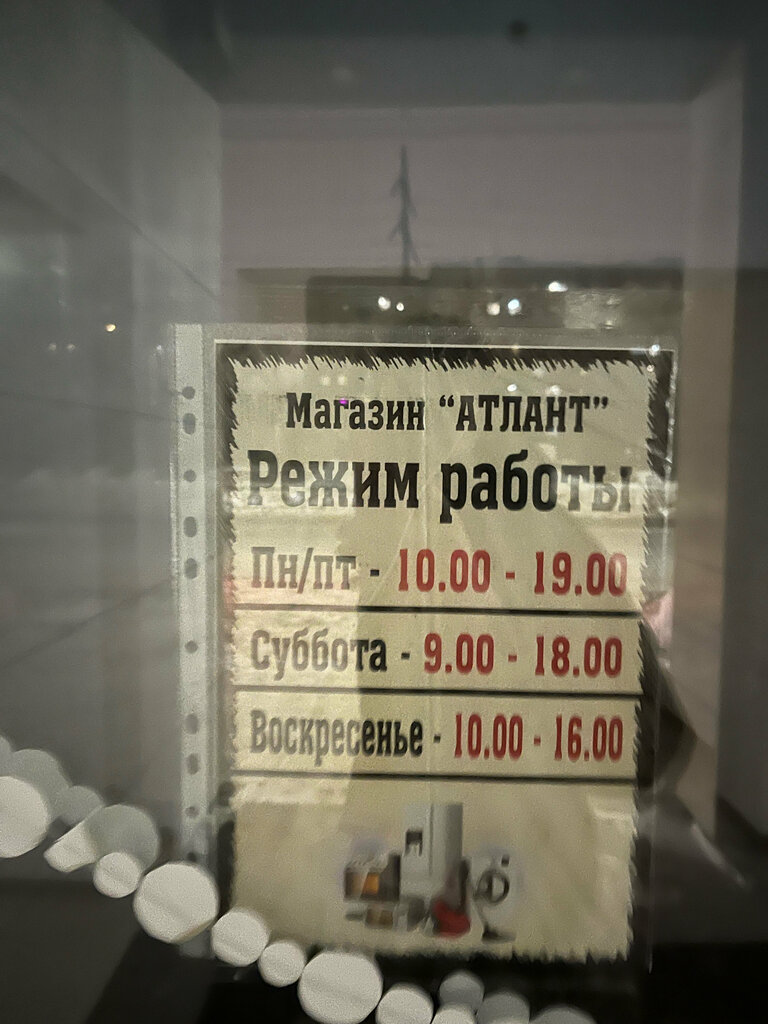 Магазин “АТЛАНТ”
Режим работы
Пн/пт - 10.00 - 19.00
Суббота - 9.00 - 18.00
Воскресенье - 10.00 - 16.00